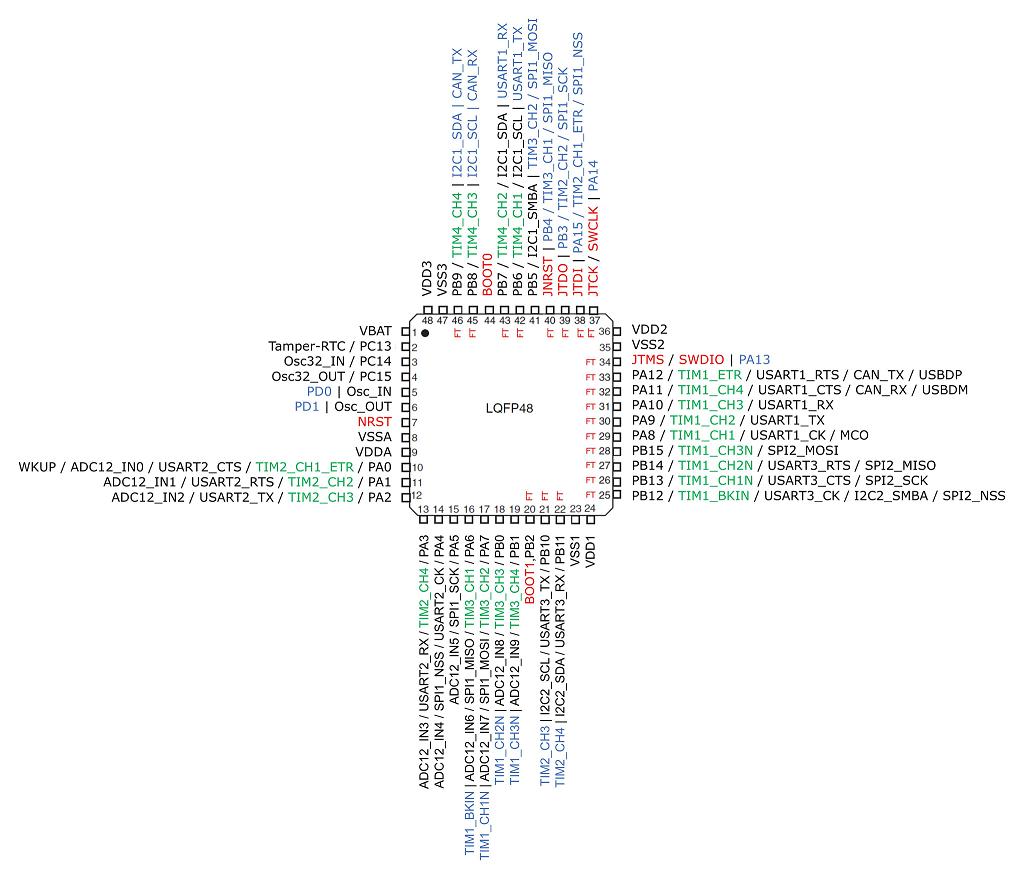 PB9 / TIM4_CH4 | I2C1_SDA | CAN_TX
PB8 / TIM4_CH3 | I2C1_SCL | CAN_RX
BOOT0
PB7 / TIM4_CH2 / I2C1_SDA | USART1_RX
PB6 / TIM4_CH1 / I2C1_SCL | USART1_TX
PB5 / I2C1_SMBA | TIM3_CH2 / SPI1_MOSI
JNRST | PB4 / TIM3_CH1 / SPI1_MISO
JTDO | PB3 / TIM2_CH2 / SPI1_SCK
JTDI | PA15 / TIM2_CH1_ETR / SPI1_NSS
JTCK / SWCLK | PA14
VDD3
VSS3
48 47 46 45 44 43 42 41 40 39 38 37
FT FT FT FT FT FT FT FT
VBAT 1
Tamper-RTC / PC13 2
Osc32_IN / PC14 3
Osc32_OUT / PC15 4
PD0 | Osc_IN 5
PD1 | Osc_OUT 6
NRST 7
VSSA 8
VDDA 9
WKUP / ADC12_IN0 / USART2_CTS / TIM2_CH1_ETR / PA0 10
ADC12_IN1 / USART2_RTS / TIM2_CH2 / PA1 11
ADC12_IN2 / USART2_TX / TIM2_CH3 / PA2 12
LQFP48
36 VDD2
35 VSS2
FT 34 JTMS / SWDIO | PA13
FT 33 PA12 / TIM1_ETR / USART1_RTS / CAN_TX / USBDP
FT 32 PA11 / TIM1_CH4 / USART1_CTS / CAN_RX / USBDM
FT 31 PA10 / TIM1_CH3 / USART1_RX
FT 30 PA9 / TIM1_CH2 / USART1_TX
FT 29 PA8 / TIM1_CH1 / USART1_CK / MCO
FT 28 PB15 / TIM1_CH3N / SPI2_MOSI
FT 27 PB14 / TIM1_CH2N / USART3_RTS / SPI2_MISO
FT 26 PB13 / TIM1_CH1N / USART3_CTS / SPI2_SCK
FT 25 PB12 / TIM1_BKIN / USART3_CK / I2C2_SMBA / SPI2_NSS
FT FT FT
13 14 15 16 17 18 19 20 21 22 23 24
ADC12_IN3 / USART2_RX / TIM2_CH4 / PA3
ADC12_IN4 / SPI1_NSS / USART2_CK / PA4
ADC12_IN5 / SPI1_SCK / PA5
TIM1_BKIN | ADC12_IN6 / SPI1_MISO / TIM3_CH1 / PA6
TIM1_CH1N | ADC12_IN7 / SPI1_MOSI / TIM3_CH2 / PA7
TIM1_CH2N | ADC12_IN8 / TIM3_CH3 / PB0
TIM1_CH3N | ADC12_IN9 / TIM3_CH4 / PB1
BOOT1,PB2
TIM2_CH3 | I2C2_SCL / USART3_TX / PB10
TIM2_CH4 | I2C2_SDA / USART3_RX / PB11
VSS1
VDD1